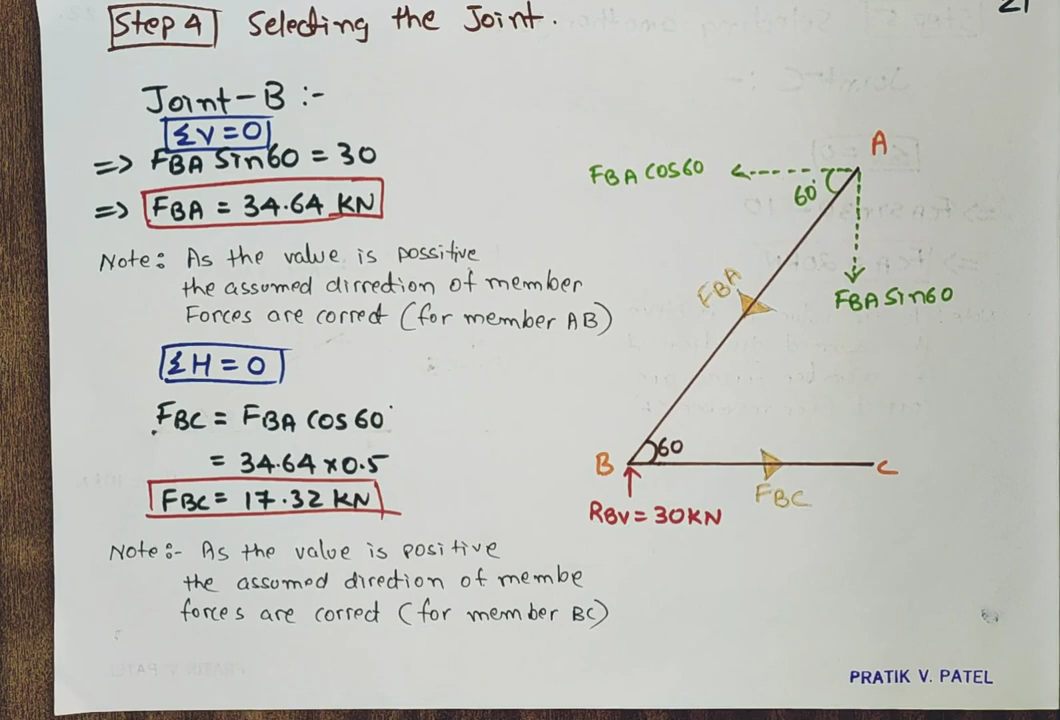 21
Step 4 Selecting the Joint.
Joint-B :-
ΣV=0
=> FBA Sin60 = 30
=> FBA = 34.64 KN
Note: As the value is possitive
the assumed dirrection of member
Forces are correct (for member AB)
ΣH=0
FBC = FBA COS 60°
= 34.64 x0.5
FBC = 17.32 KN
Note:- As the value is positive
the assumed direction of membe
forces are correct (for member BC)
A
FBA COS60
60°
FBA Sin60
FBA
60
B
C
FBC
RBV = 30KN
PRATIK V. PATEL